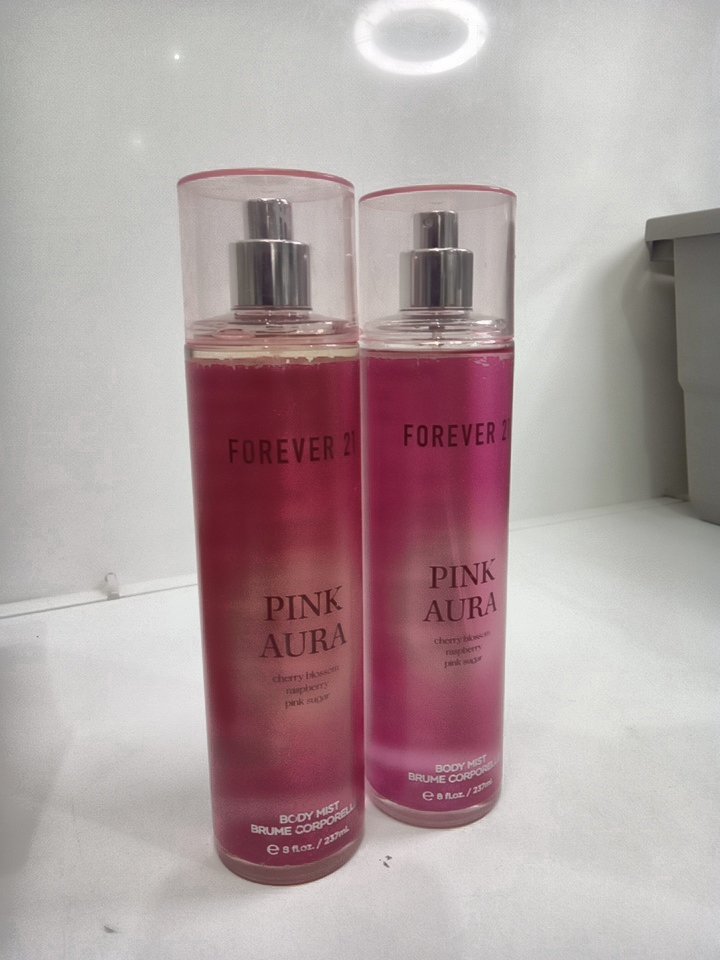 FOREVER 21
PINK
AURA
cherry blossom
raspberry
pink sugar
BODY MIST
BRUME CORPORELLE
℮ 8 fl.oz. / 237mL
FOREVER 21
PINK
AURA
cherry blossom
raspberry
pink sugar
BODY MIST
BRUME CORPORELLE
℮ 8 fl.oz. / 237mL